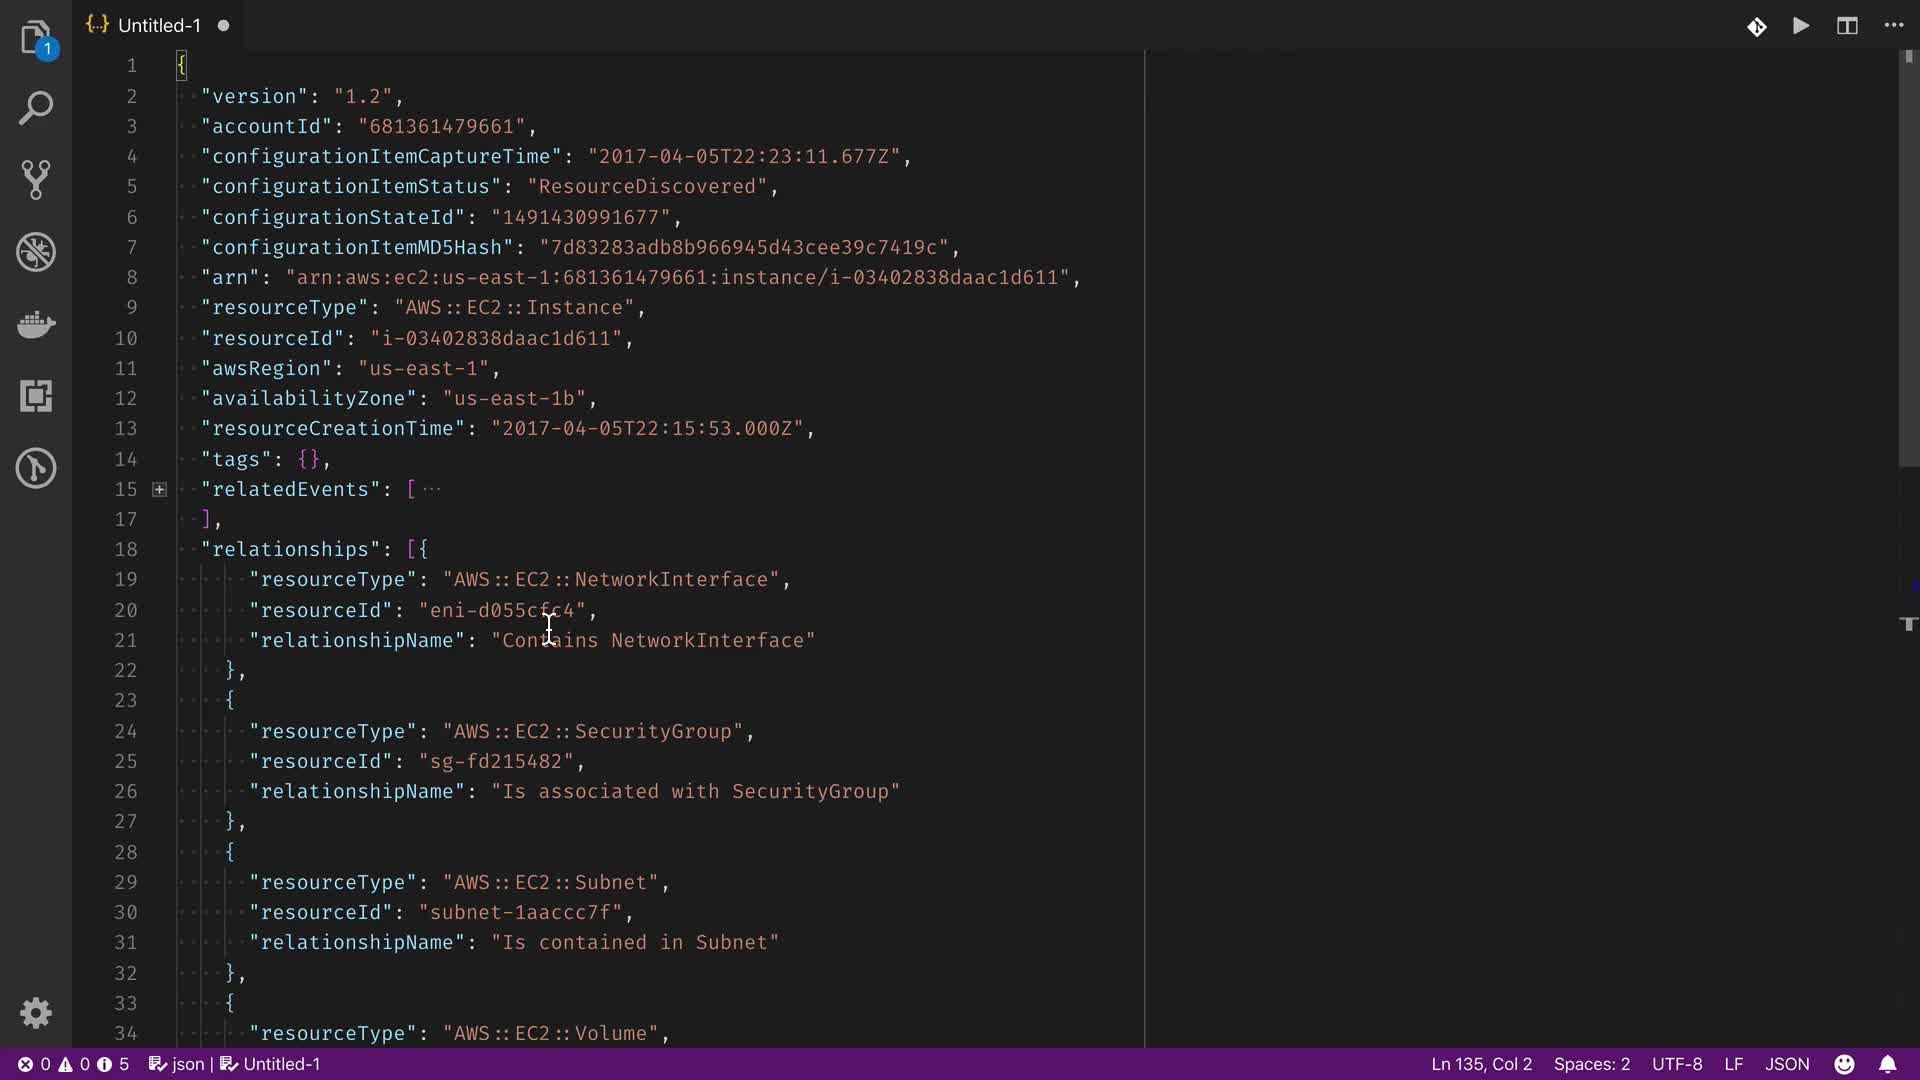 {..} Untitled-1
1
1 {
2 "version": "1.2",
3 "accountId": "681361479661",
4 "configurationItemCaptureTime": "2017-04-05T22:23:11.677Z",
5 "configurationItemStatus": "ResourceDiscovered",
6 "configurationStateId": "1491430991677",
7 "configurationItemMD5Hash": "7d83283adb8b966945d43cee39c7419c",
8 "arn": "arn:aws:ec2:us-east-1:681361479661:instance/i-03402838daac1d611",
9 "resourceType": "AWS::EC2::Instance",
10 "resourceId": "i-03402838daac1d611",
11 "awsRegion": "us-east-1",
12 "availabilityZone": "us-east-1b",
13 "resourceCreationTime": "2017-04-05T22:15:53.000Z",
14 "tags": {},
15 "relatedEvents": [ ···
17 ],
18 "relationships": [{
19 "resourceType": "AWS::EC2::NetworkInterface",
20 "resourceId": "eni-d055cfc4",
21 "relationshipName": "Contains NetworkInterface"
22 },
23 {
24 "resourceType": "AWS::EC2::SecurityGroup",
25 "resourceId": "sg-fd215482",
26 "relationshipName": "Is associated with SecurityGroup"
27 },
28 {
29 "resourceType": "AWS::EC2::Subnet",
30 "resourceId": "subnet-1aaccc7f",
31 "relationshipName": "Is contained in Subnet"
32 },
33 {
34 "resourceType": "AWS::EC2::Volume",
0 0 5 json | Untitled-1 Ln 135, Col 2 Spaces: 2 UTF-8 LF JSON